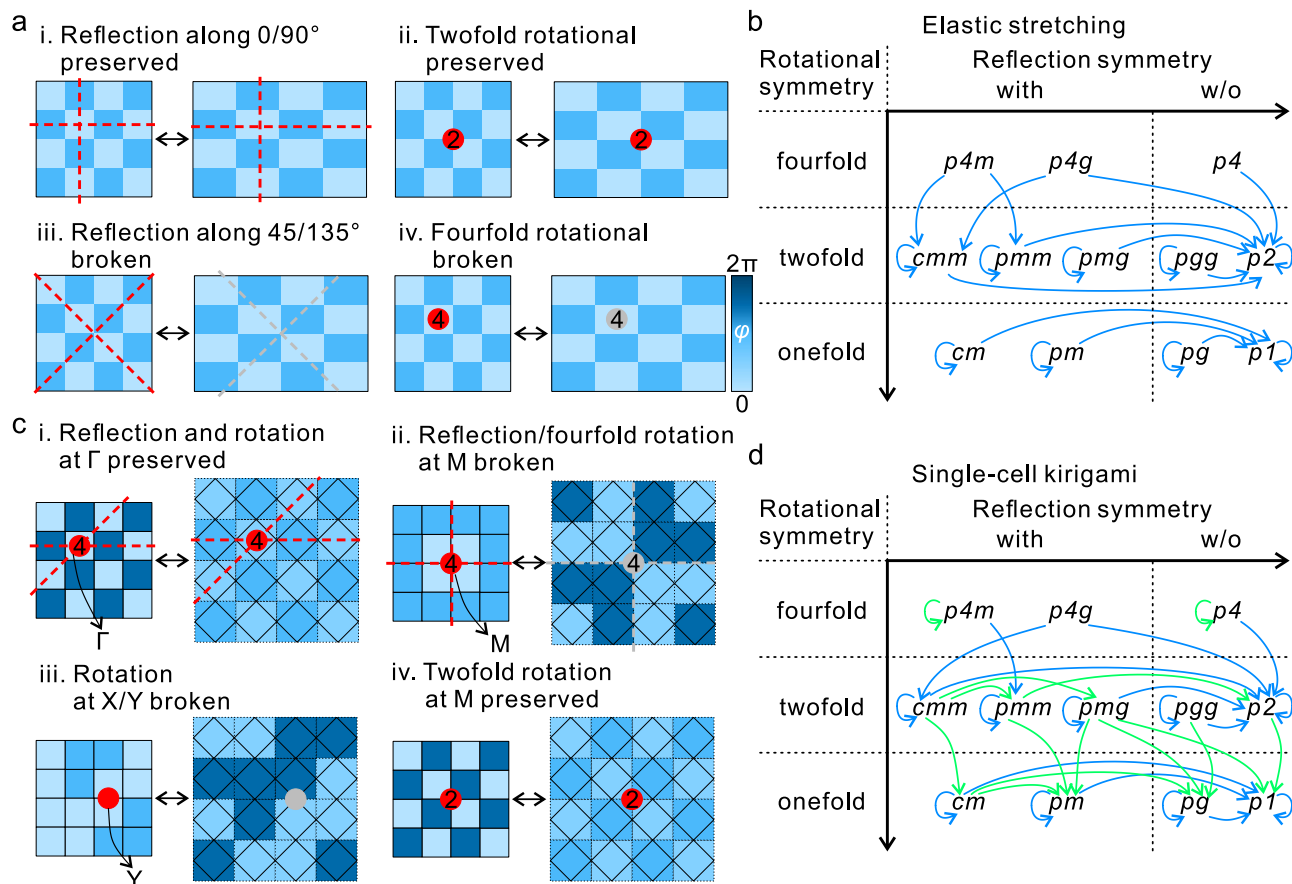 a
i. Reflection along 0/90°
preserved
ii. Twofold rotational
preserved
2
2
iii. Reflection along 45/135°
broken
iv. Fourfold rotational
broken
4
4
2π
φ
0
b
Elastic stretching
Rotational
symmetry
Reflection symmetry
with
w/o
fourfold
p4m
p4g
p4
twofold
cmm
pmm
pmg
pgg
p2
onefold
cm
pm
pg
p1
c
i. Reflection and rotation
at Γ preserved
4
4
Γ
ii. Reflection/fourfold rotation
at M broken
4
4
M
iii. Rotation
at X/Y broken
Y
iv. Twofold rotation
at M preserved
2
2
d
Single-cell kirigami
Rotational
symmetry
Reflection symmetry
with
w/o
fourfold
p4m
p4g
p4
twofold
cmm
pmm
pmg
pgg
p2
onefold
cm
pm
pg
p1